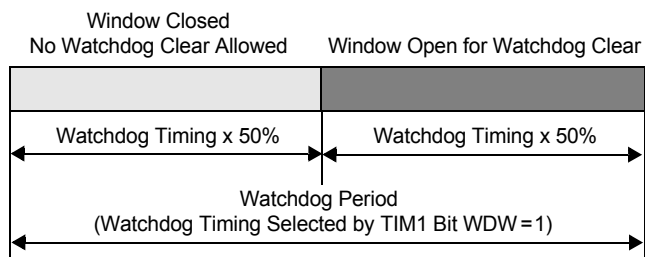 Window Closed
No Watchdog Clear Allowed
Window Open for Watchdog Clear
Watchdog Timing x 50%
Watchdog Timing x 50%
Watchdog Period
(Watchdog Timing Selected by TIM1 Bit WDW=1)